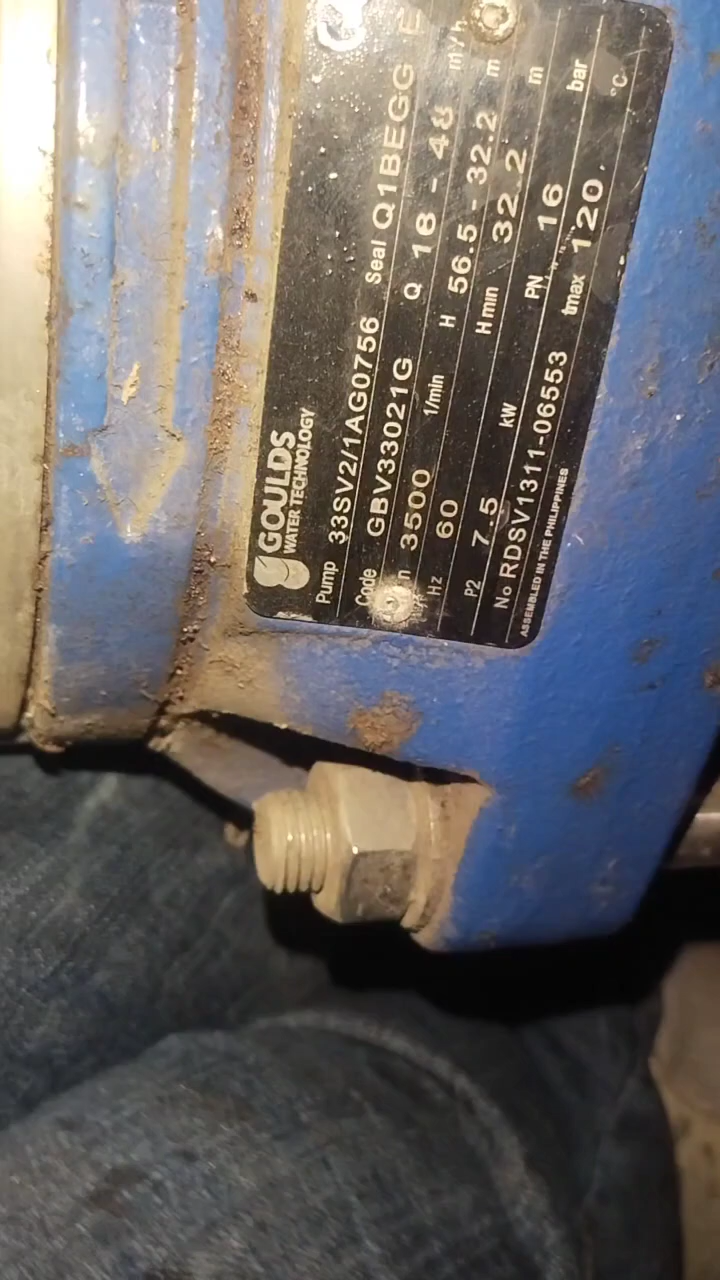 GOULDS
WATER TECHNOLOGY
Pump 33SV2/1AG0756 Seal Q1BEGG E
Code GBV33021G Q 18 - 48 m³/h
n 3500 1/min H 56.5 - 32.2 m
Hz 60 Hmin 32.2 m
P2 7.5 kW PN 16 bar
No RDSV1311-06553 tmax 120 °C
ASSEMBLED IN THE PHILIPPINES